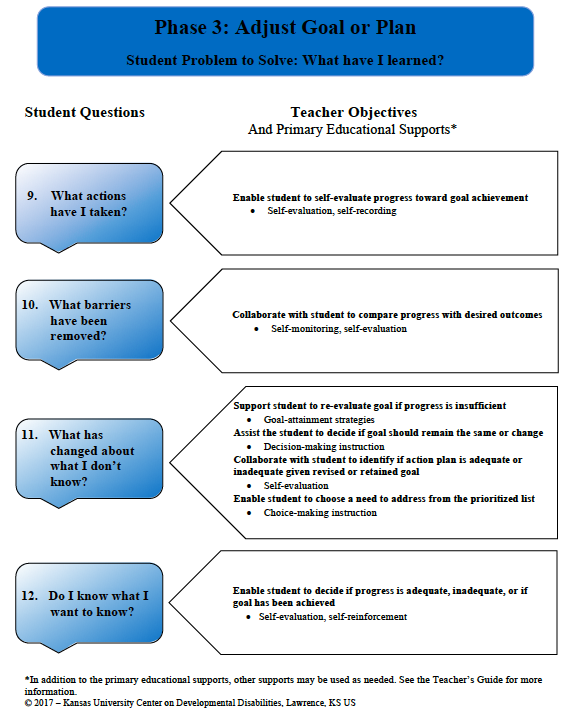 Phase 3: Adjust Goal or Plan
Student Problem to Solve: What have I learned?
Student Questions
Teacher Objectives
And Primary Educational Supports*
9. What actions
have I taken?
Enable student to self-evaluate progress toward goal achievement
• Self-evaluation, self-recording
10. What barriers
have been
removed?
Collaborate with student to compare progress with desired outcomes
• Self-monitoring, self-evaluation
11. What has
changed about
what I don't
know?
Support student to re-evaluate goal if progress is insufficient
• Goal-attainment strategies
Assist the student to decide if goal should remain the same or change
• Decision-making instruction
Collaborate with student to identify if action plan is adequate or
inadequate given revised or retained goal
• Self-evaluation
Enable student to choose a need to address from the prioritized list
• Choice-making instruction
12. Do I know what I
want to know?
Enable student to decide if progress is adequate, inadequate, or if
goal has been achieved
• Self-evaluation, self-reinforcement
*In addition to the primary educational supports, other supports may be used as needed. See the Teacher's Guide for more
information.
© 2017 – Kansas University Center on Developmental Disabilities, Lawrence, KS US